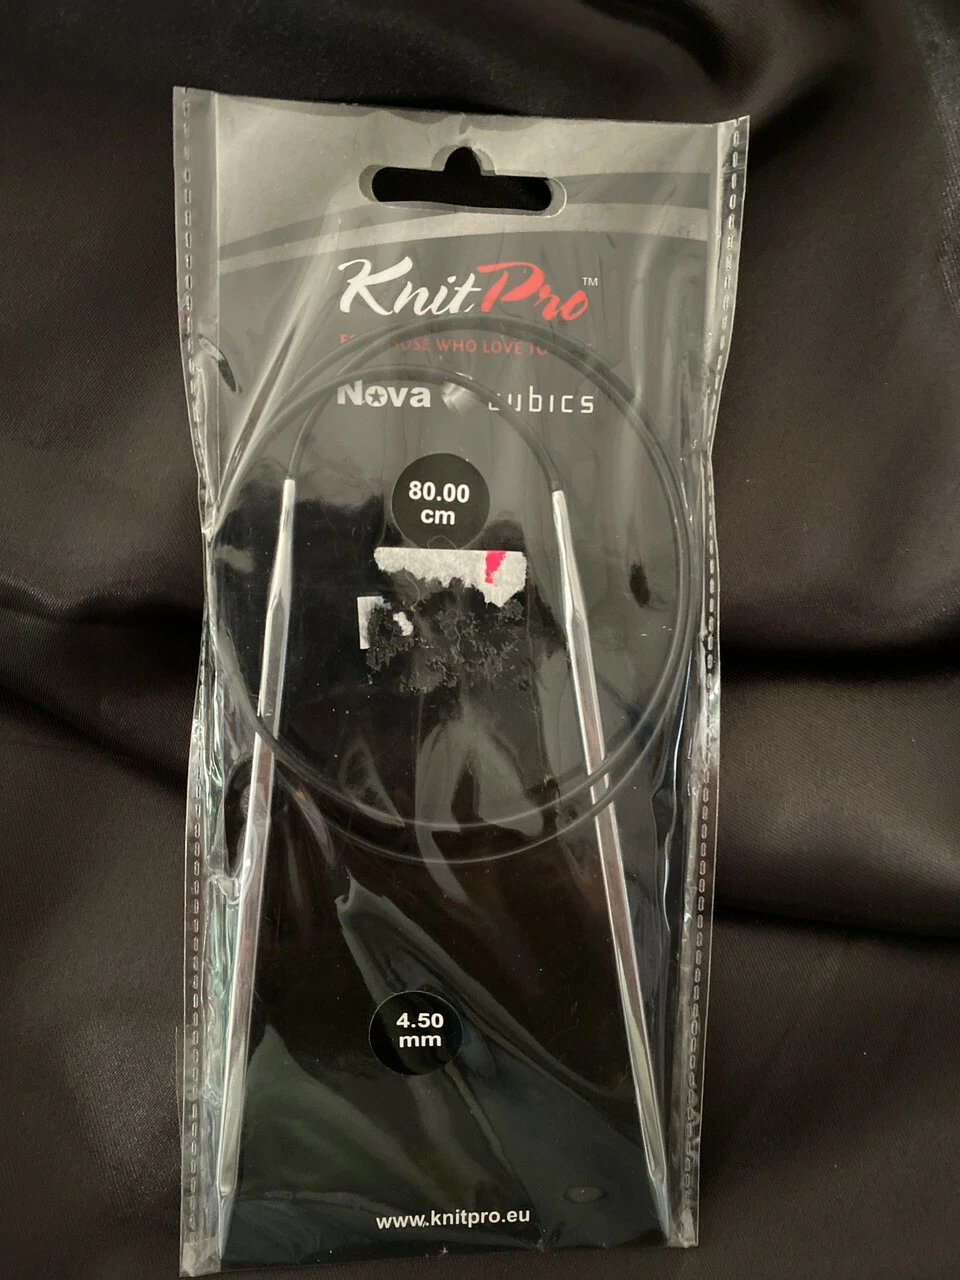 KnitPro™
WHO LOVE TO
Nova cubics
80.00
cm
4.50
mm
www.knitpro.eu